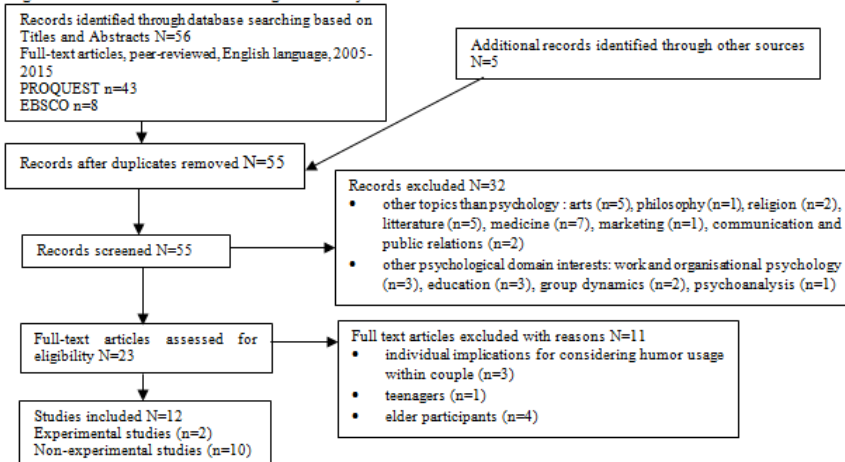 Records identified through database searching based on
Titles and Abstracts N=56
Full-text articles, peer-reviewed, English language, 2005-
2015
PROQUEST n=43
EBSCO n=8
Additional records identified through other sources
N=5
Records after duplicates removed N=55
Records excluded N=32
• other topics than psychology : arts (n=5), philosophy (n=1), religion (n=2),
litterature (n=5), medicine (n=7), marketing (n=1), communication and
public relations (n=2)
• other psychological domain interests: work and organisational psychology
(n=3), education (n=3), group dynamics (n=2), psychoanalysis (n=1)
Records screened N=55
Full-text articles assessed for
eligibility N=23
Full text articles excluded with reasons N=11
• individual implications for considering humor usage
within couple (n=3)
• teenagers (n=1)
• elder participants (n=4)
Studies included N=12
Experimental studies (n=2)
Non-experimental studies (n=10)